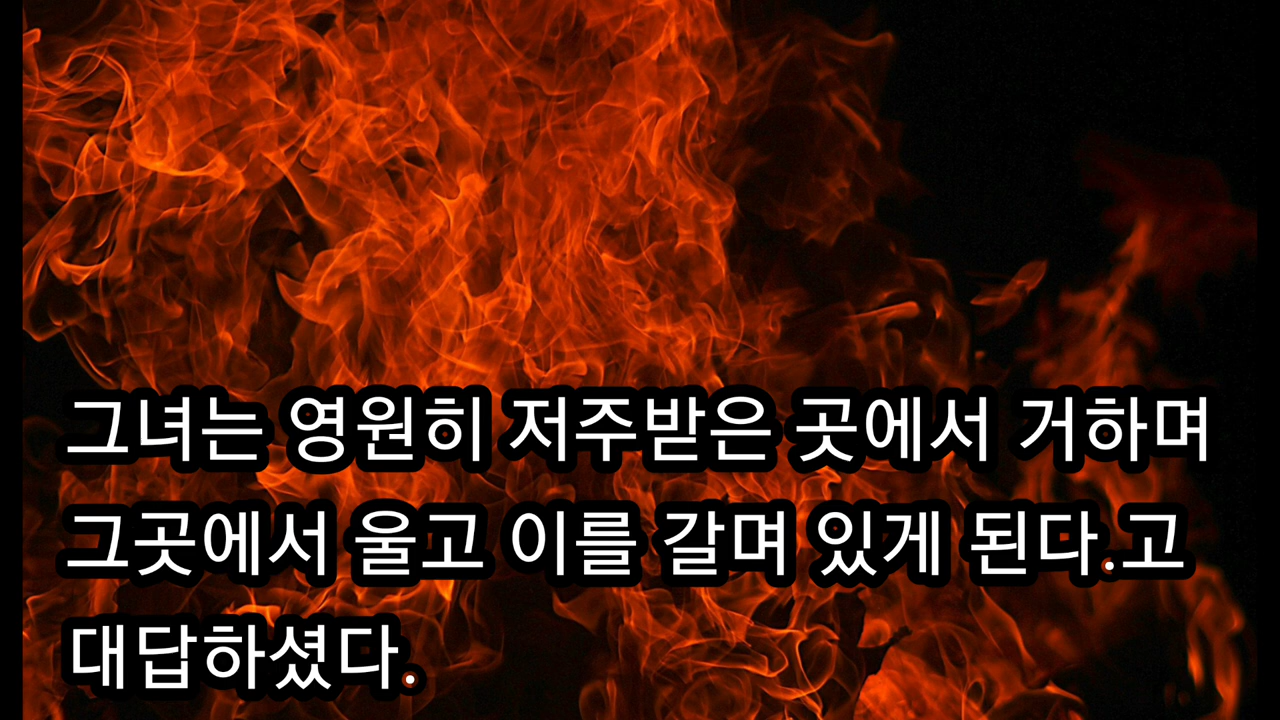 그녀는 영원히 저주받은 곳에서 거하며
그곳에서 울고 이를 갈며 있게 된다.고
대답하셨다.